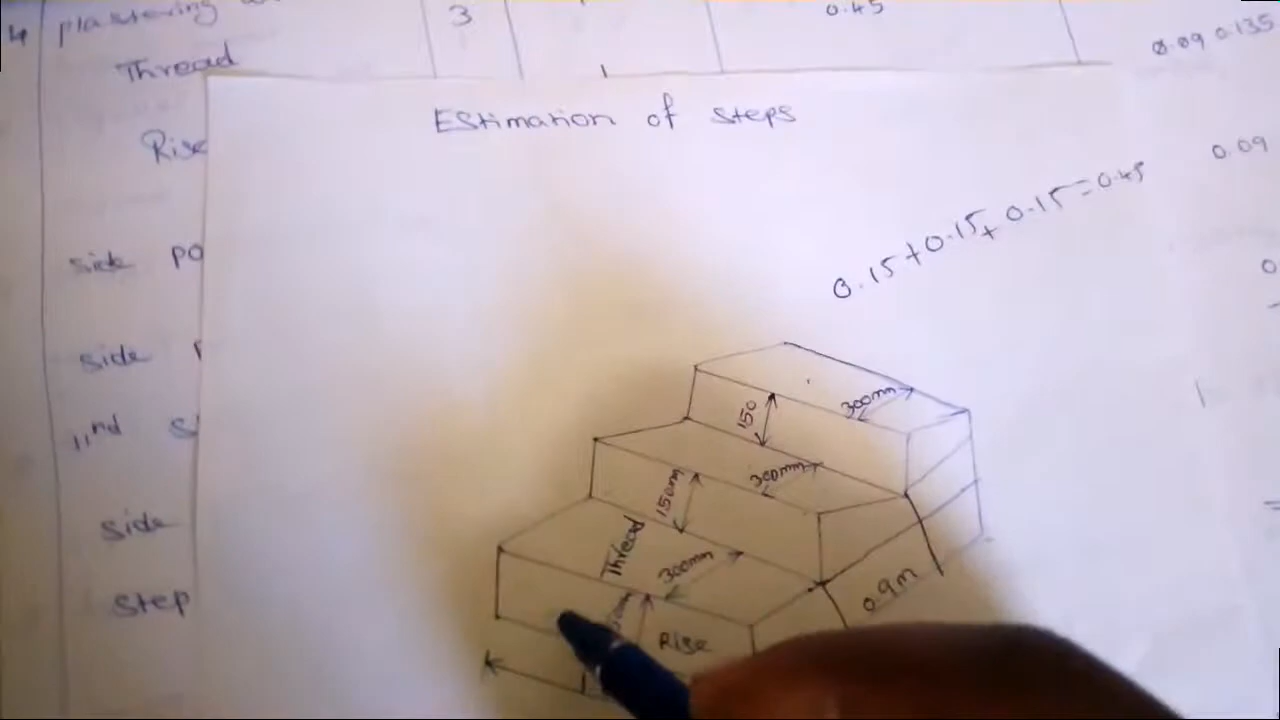 4 plastering
3
0.45
Thread
0.09 0.135
Estimation of steps
Rise
0.09
0.15+0.15+0.15=0.45
side
side
IInd
side
step
150
300mm
150mm
300mm
Thread
300mm
0.9m
Rise